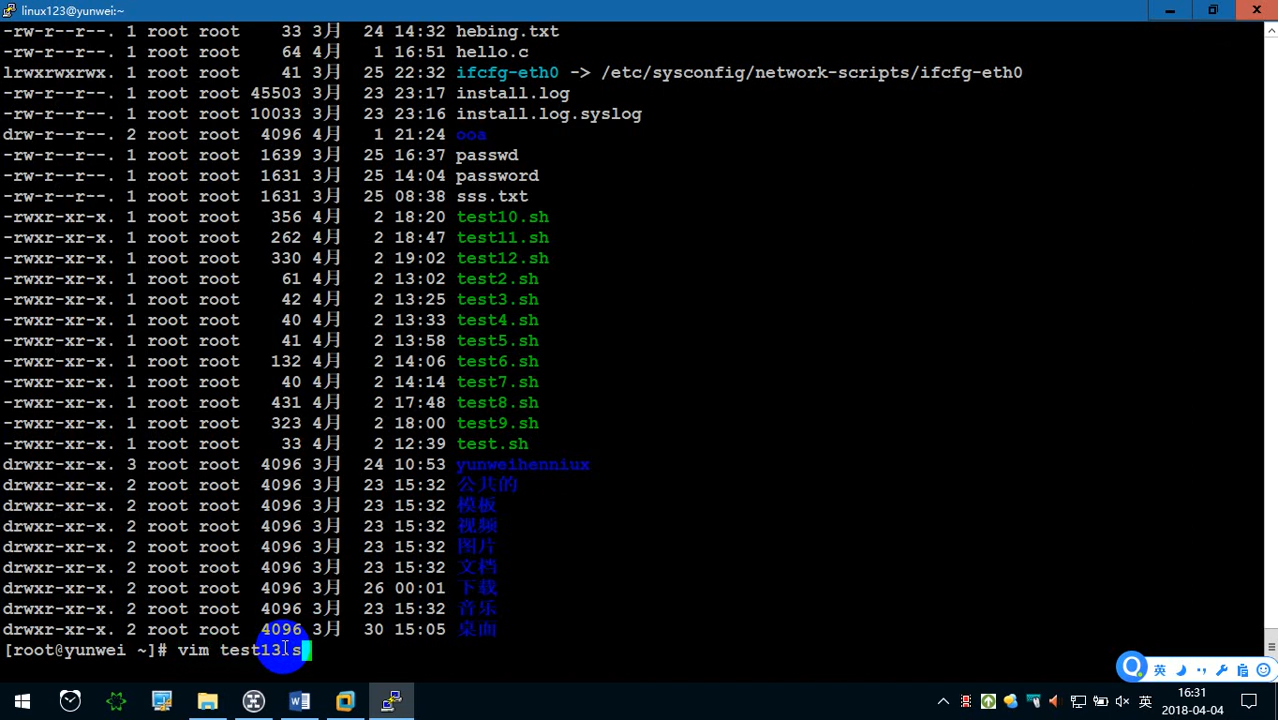 linux123@yunwei:~
-rw-r--r--. 1 root root    33 3月  24 14:32 hebing.txt
-rw-r--r--. 1 root root    64 4月   1 16:51 hello.c
lrwxrwxrwx. 1 root root    41 3月  25 22:32 ifcfg-eth0 -> /etc/sysconfig/network-scripts/ifcfg-eth0
-rw-r--r--. 1 root root 45503 3月  23 23:17 install.log
-rw-r--r--. 1 root root 10033 3月  23 23:16 install.log.syslog
drw-r--r--. 2 root root  4096 4月   1 21:24 ooa
-rw-r--r--. 1 root root  1639 3月  25 16:37 passwd
-rw-r--r--. 1 root root  1631 3月  25 14:04 password
-rw-r--r--. 1 root root  1631 3月  25 08:38 sss.txt
-rwxr-xr-x. 1 root root   356 4月   2 18:20 test10.sh
-rwxr-xr-x. 1 root root   262 4月   2 18:47 test11.sh
-rwxr-xr-x. 1 root root   330 4月   2 19:02 test12.sh
-rwxr-xr-x. 1 root root    61 4月   2 13:02 test2.sh
-rwxr-xr-x. 1 root root    42 4月   2 13:25 test3.sh
-rwxr-xr-x. 1 root root    40 4月   2 13:33 test4.sh
-rwxr-xr-x. 1 root root    41 4月   2 13:58 test5.sh
-rwxr-xr-x. 1 root root   132 4月   2 14:06 test6.sh
-rwxr-xr-x. 1 root root    40 4月   2 14:14 test7.sh
-rwxr-xr-x. 1 root root   431 4月   2 17:48 test8.sh
-rwxr-xr-x. 1 root root   323 4月   2 18:00 test9.sh
-rwxr-xr-x. 1 root root    33 4月   2 12:39 test.sh
drwxr-xr-x. 3 root root  4096 3月  24 10:53 yunweihenniux
drwxr-xr-x. 2 root root  4096 3月  23 15:32 公共的
drwxr-xr-x. 2 root root  4096 3月  23 15:32 模板
drwxr-xr-x. 2 root root  4096 3月  23 15:32 视频
drwxr-xr-x. 2 root root  4096 3月  23 15:32 图片
drwxr-xr-x. 2 root root  4096 3月  23 15:32 文档
drwxr-xr-x. 2 root root  4096 3月  26 00:01 下载
drwxr-xr-x. 2 root root  4096 3月  23 15:32 音乐
drwxr-xr-x. 2 root root  4096 3月  30 15:05 桌面
[root@yunwei ~]# vim test13.s
英
英
16:31
2018-04-04